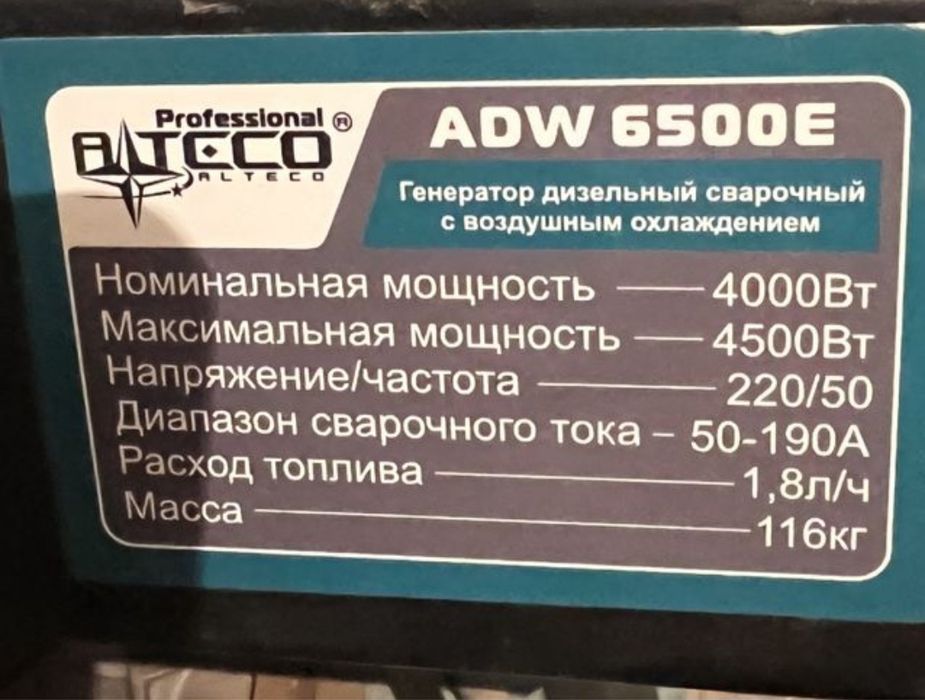 Professional ®
ALTECO
ALTECO
ADW 6500E
Генератор дизельный сварочный
с воздушным охлаждением
Номинальная мощность — 4000Вт
Максимальная мощность — 4500Вт
Напряжение/частота — 220/50
Диапазон сварочного тока – 50-190А
Расход топлива — 1,8л/ч
Масса — 116кг